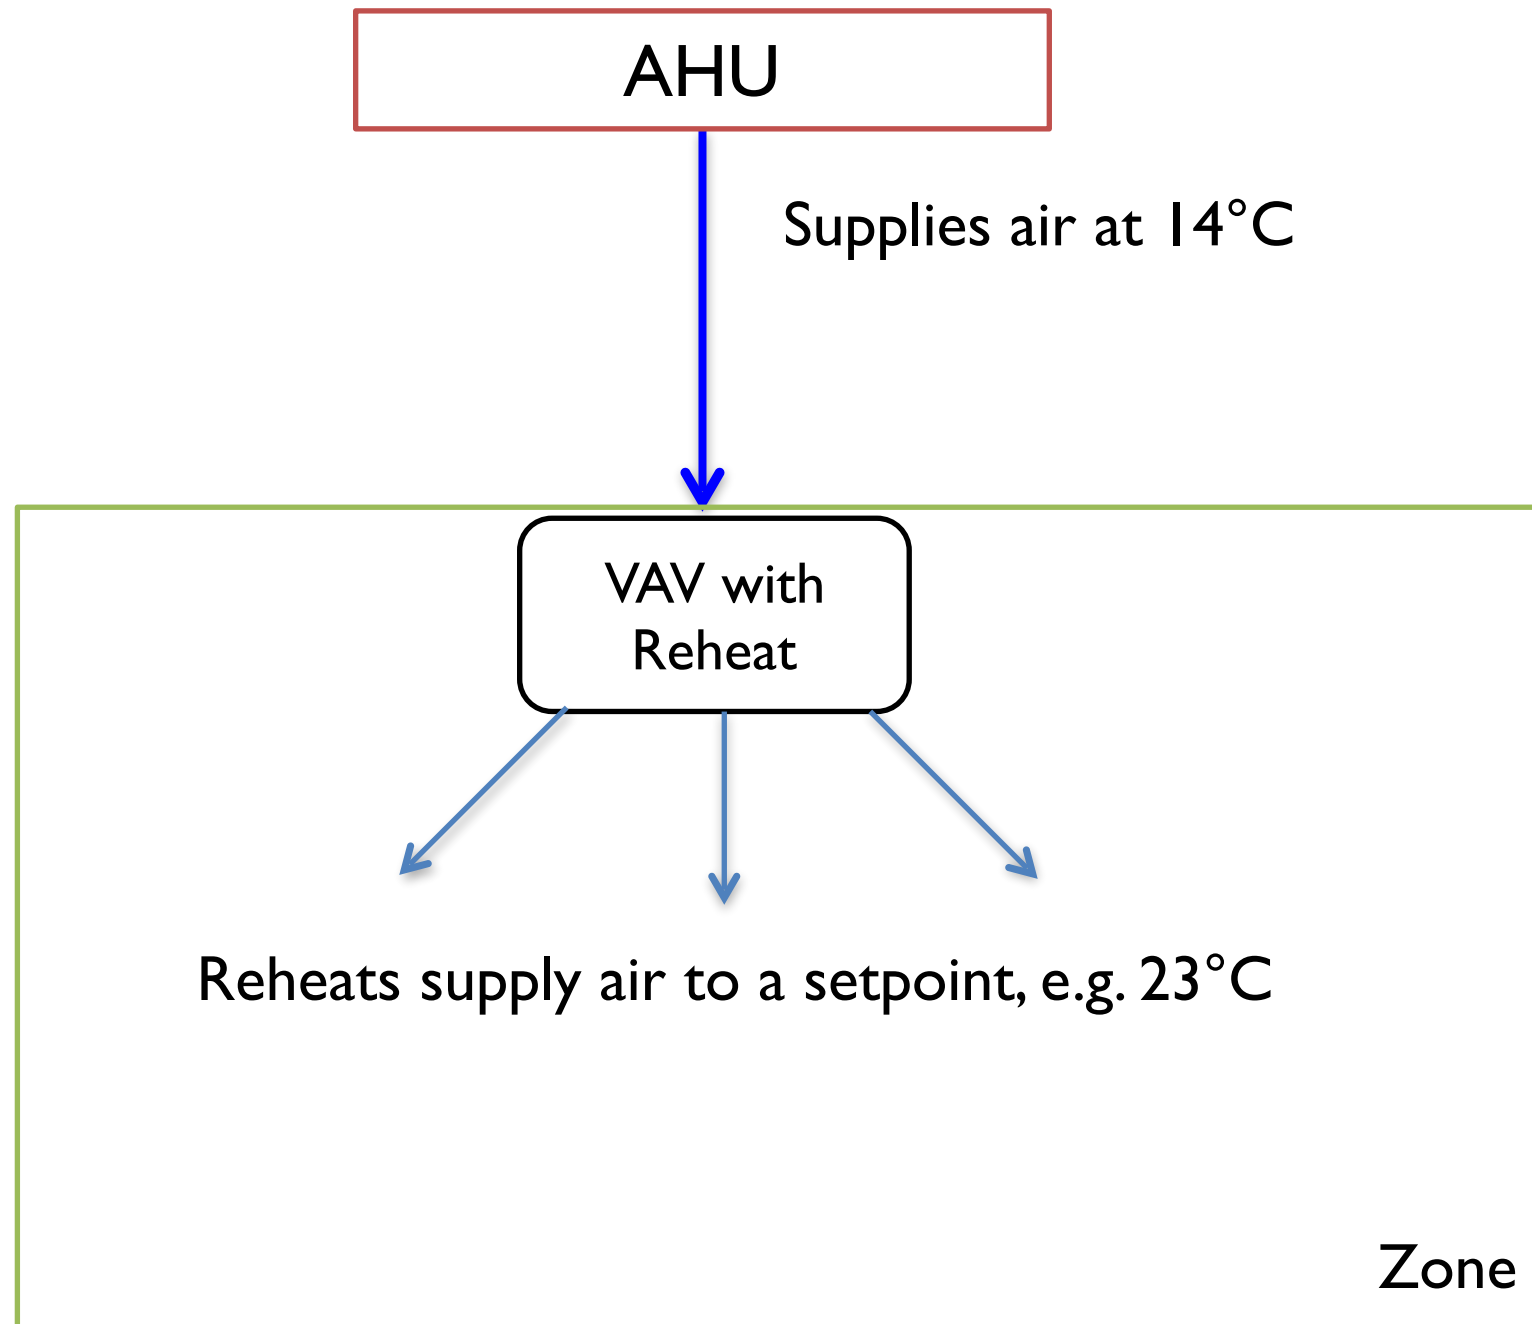 AHU
Supplies air at 14°C
VAV with
Reheat
Reheats supply air to a setpoint, e.g. 23°C
Zone